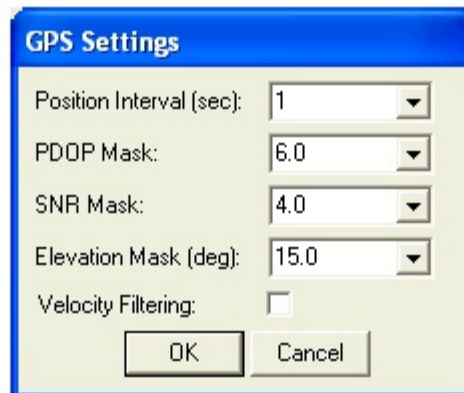 GPS Settings
Position Interval (sec): 1
PDOP Mask: 6.0
SNR Mask: 4.0
Elevation Mask (deg): 15.0
Velocity Filtering:
OK Cancel